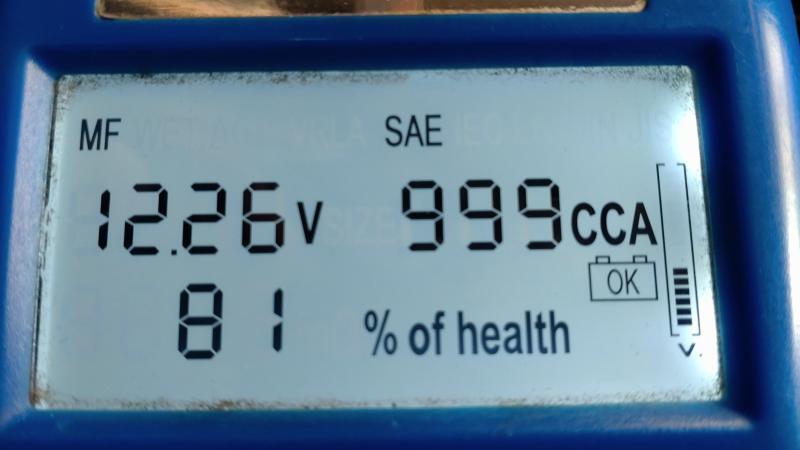 MF SAE
12.26 V 999 CCA
OK
81 % of health